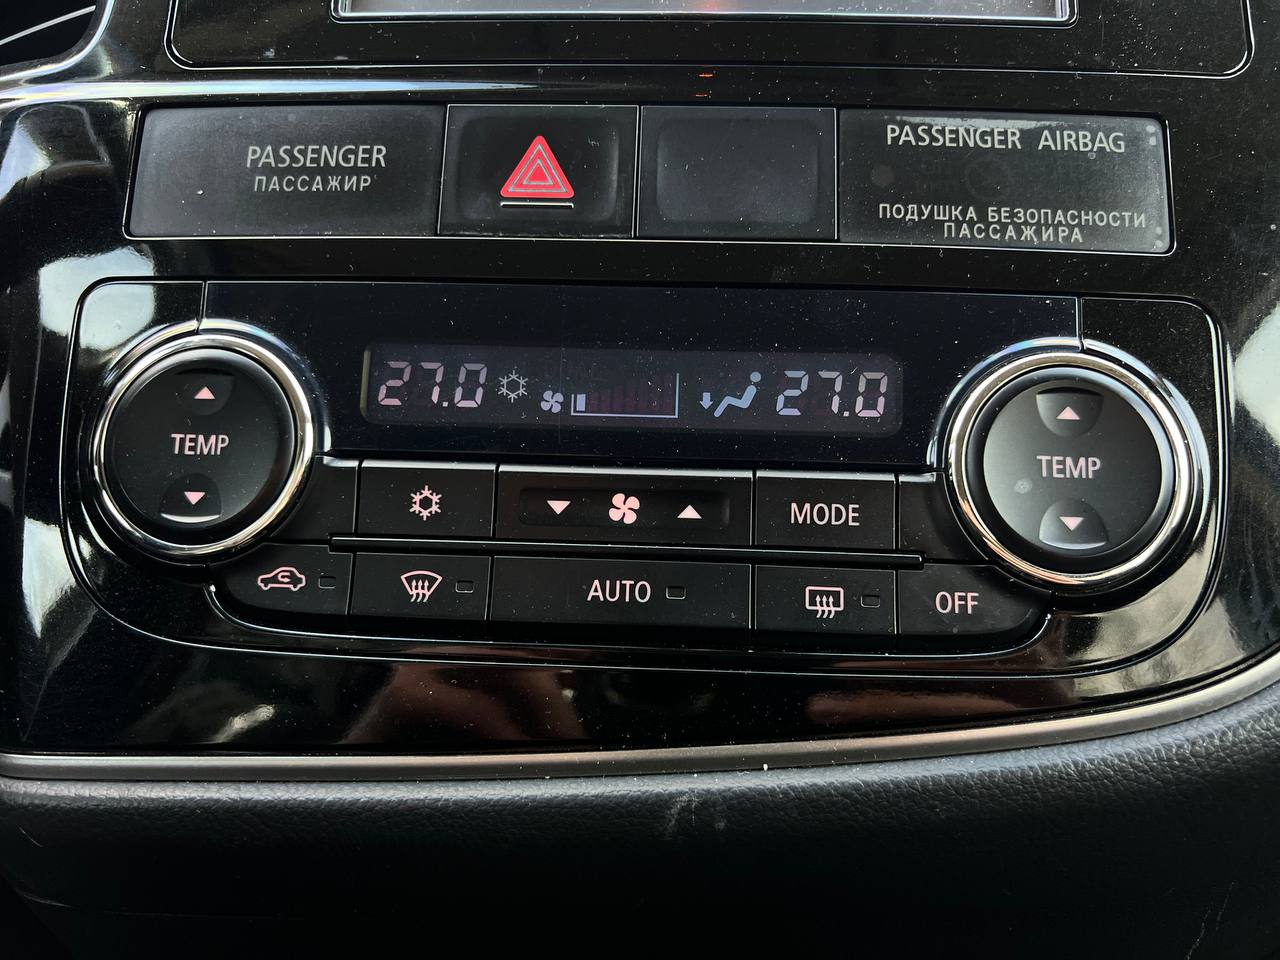 PASSENGER
ПАССАЖИР
PASSENGER AIRBAG
ПОДУШКА БЕЗОПАСНОСТИ
ПАССАЖИРА
27.0 27.0
TEMP
TEMP
MODE
AUTO
OFF